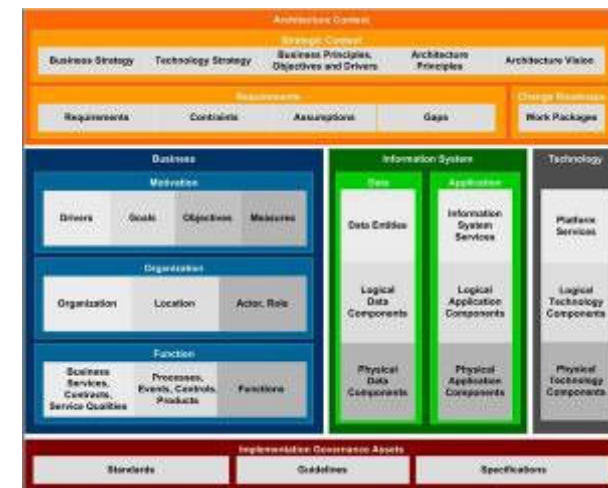 Architecture Context
Strategic Context
Business Strategy
Technology Strategy
Business Principles,
Objectives and Drivers
Architecture
Principles
Architecture Vision
Requirements
Change Roadmap
Requirements
Contraints
Assumptions
Gaps
Work Packages
Business
Motivation
Drivers
Goals
Objectives
Measures
Organization
Organization
Location
Actor, Role
Function
Business
Services,
Contracts,
Service Qualities
Processes,
Events, Controls,
Products
Functions
Information System
Data
Data Entities
Logical
Data
Components
Physical
Data
Components
Application
Information
System
Services
Logical
Application
Components
Physical
Application
Components
Technology
Platform
Services
Logical
Technology
Components
Physical
Technology
Components
Implementation Governance Assets
Standards
Guidelines
Specifications